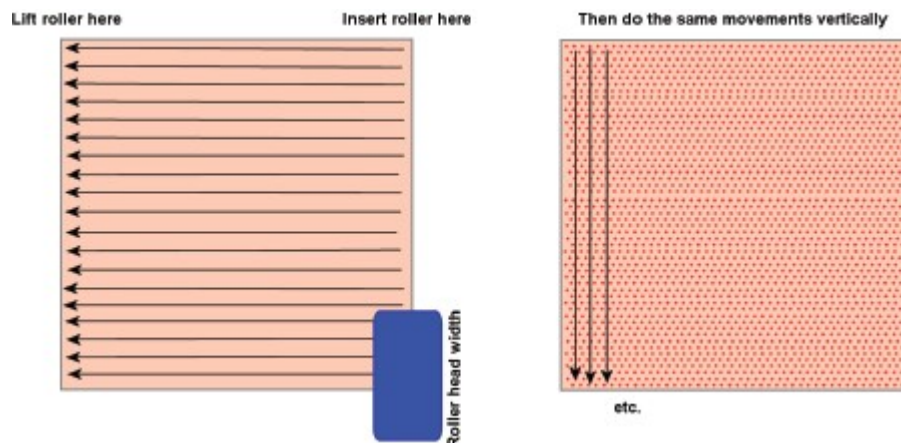 Lift roller here
Insert roller here
Then do the same movements vertically
Roller head width
etc.